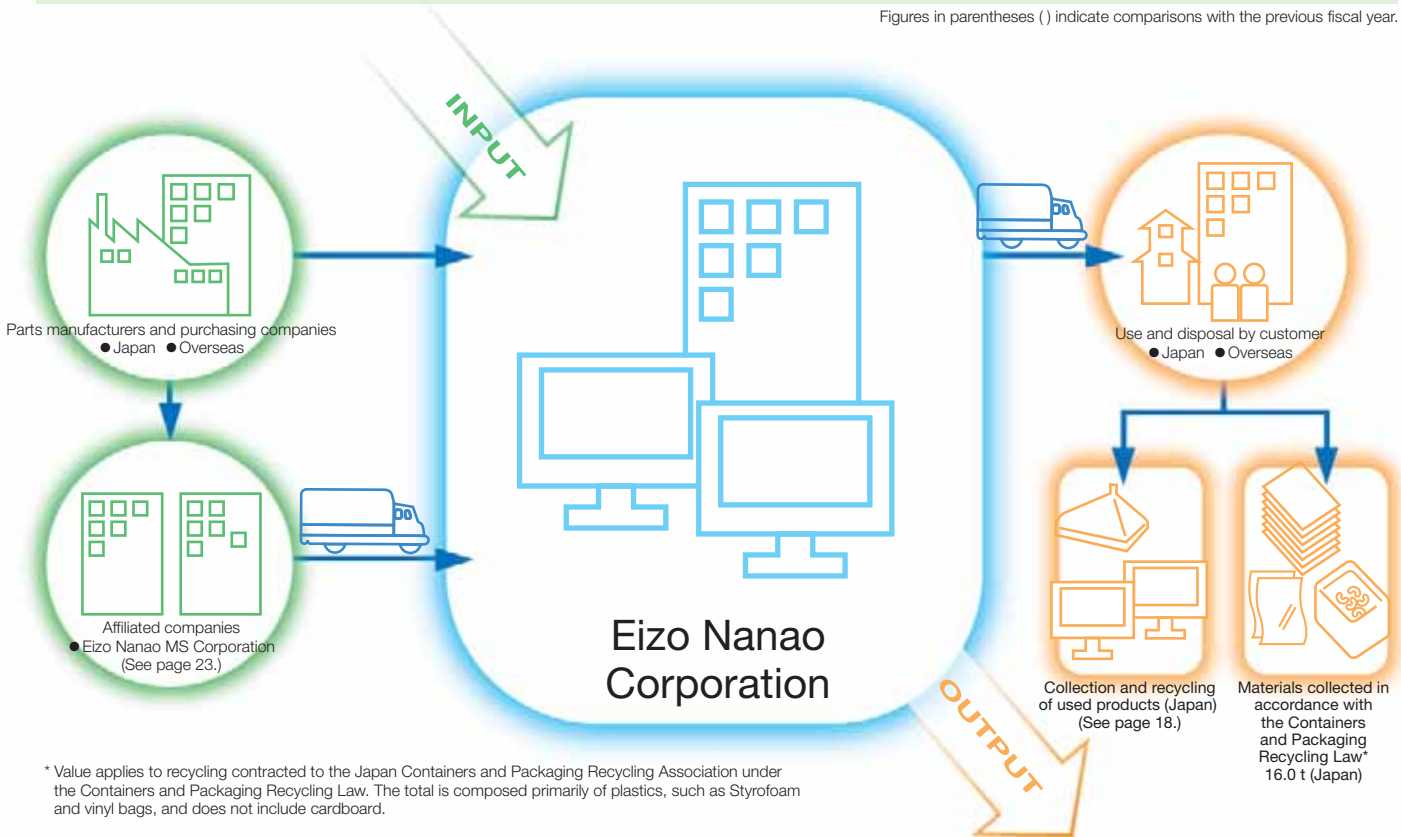 Figures in parentheses ( ) indicate comparisons with the previous fiscal year.
INPUT
Parts manufacturers and purchasing companies
● Japan ● Overseas
Affiliated companies
● Eizo Nanao MS Corporation
(See page 23.)
Eizo Nanao
Corporation
Use and disposal by customer
● Japan ● Overseas
Collection and recycling
of used products (Japan)
(See page 18.)
Materials collected in
accordance with
the Containers
and Packaging
Recycling Law*
16.0 t (Japan)
OUTPUT
* Value applies to recycling contracted to the Japan Containers and Packaging Recycling Association under
the Containers and Packaging Recycling Law. The total is composed primarily of plastics, such as Styrofoam
and vinyl bags, and does not include cardboard.